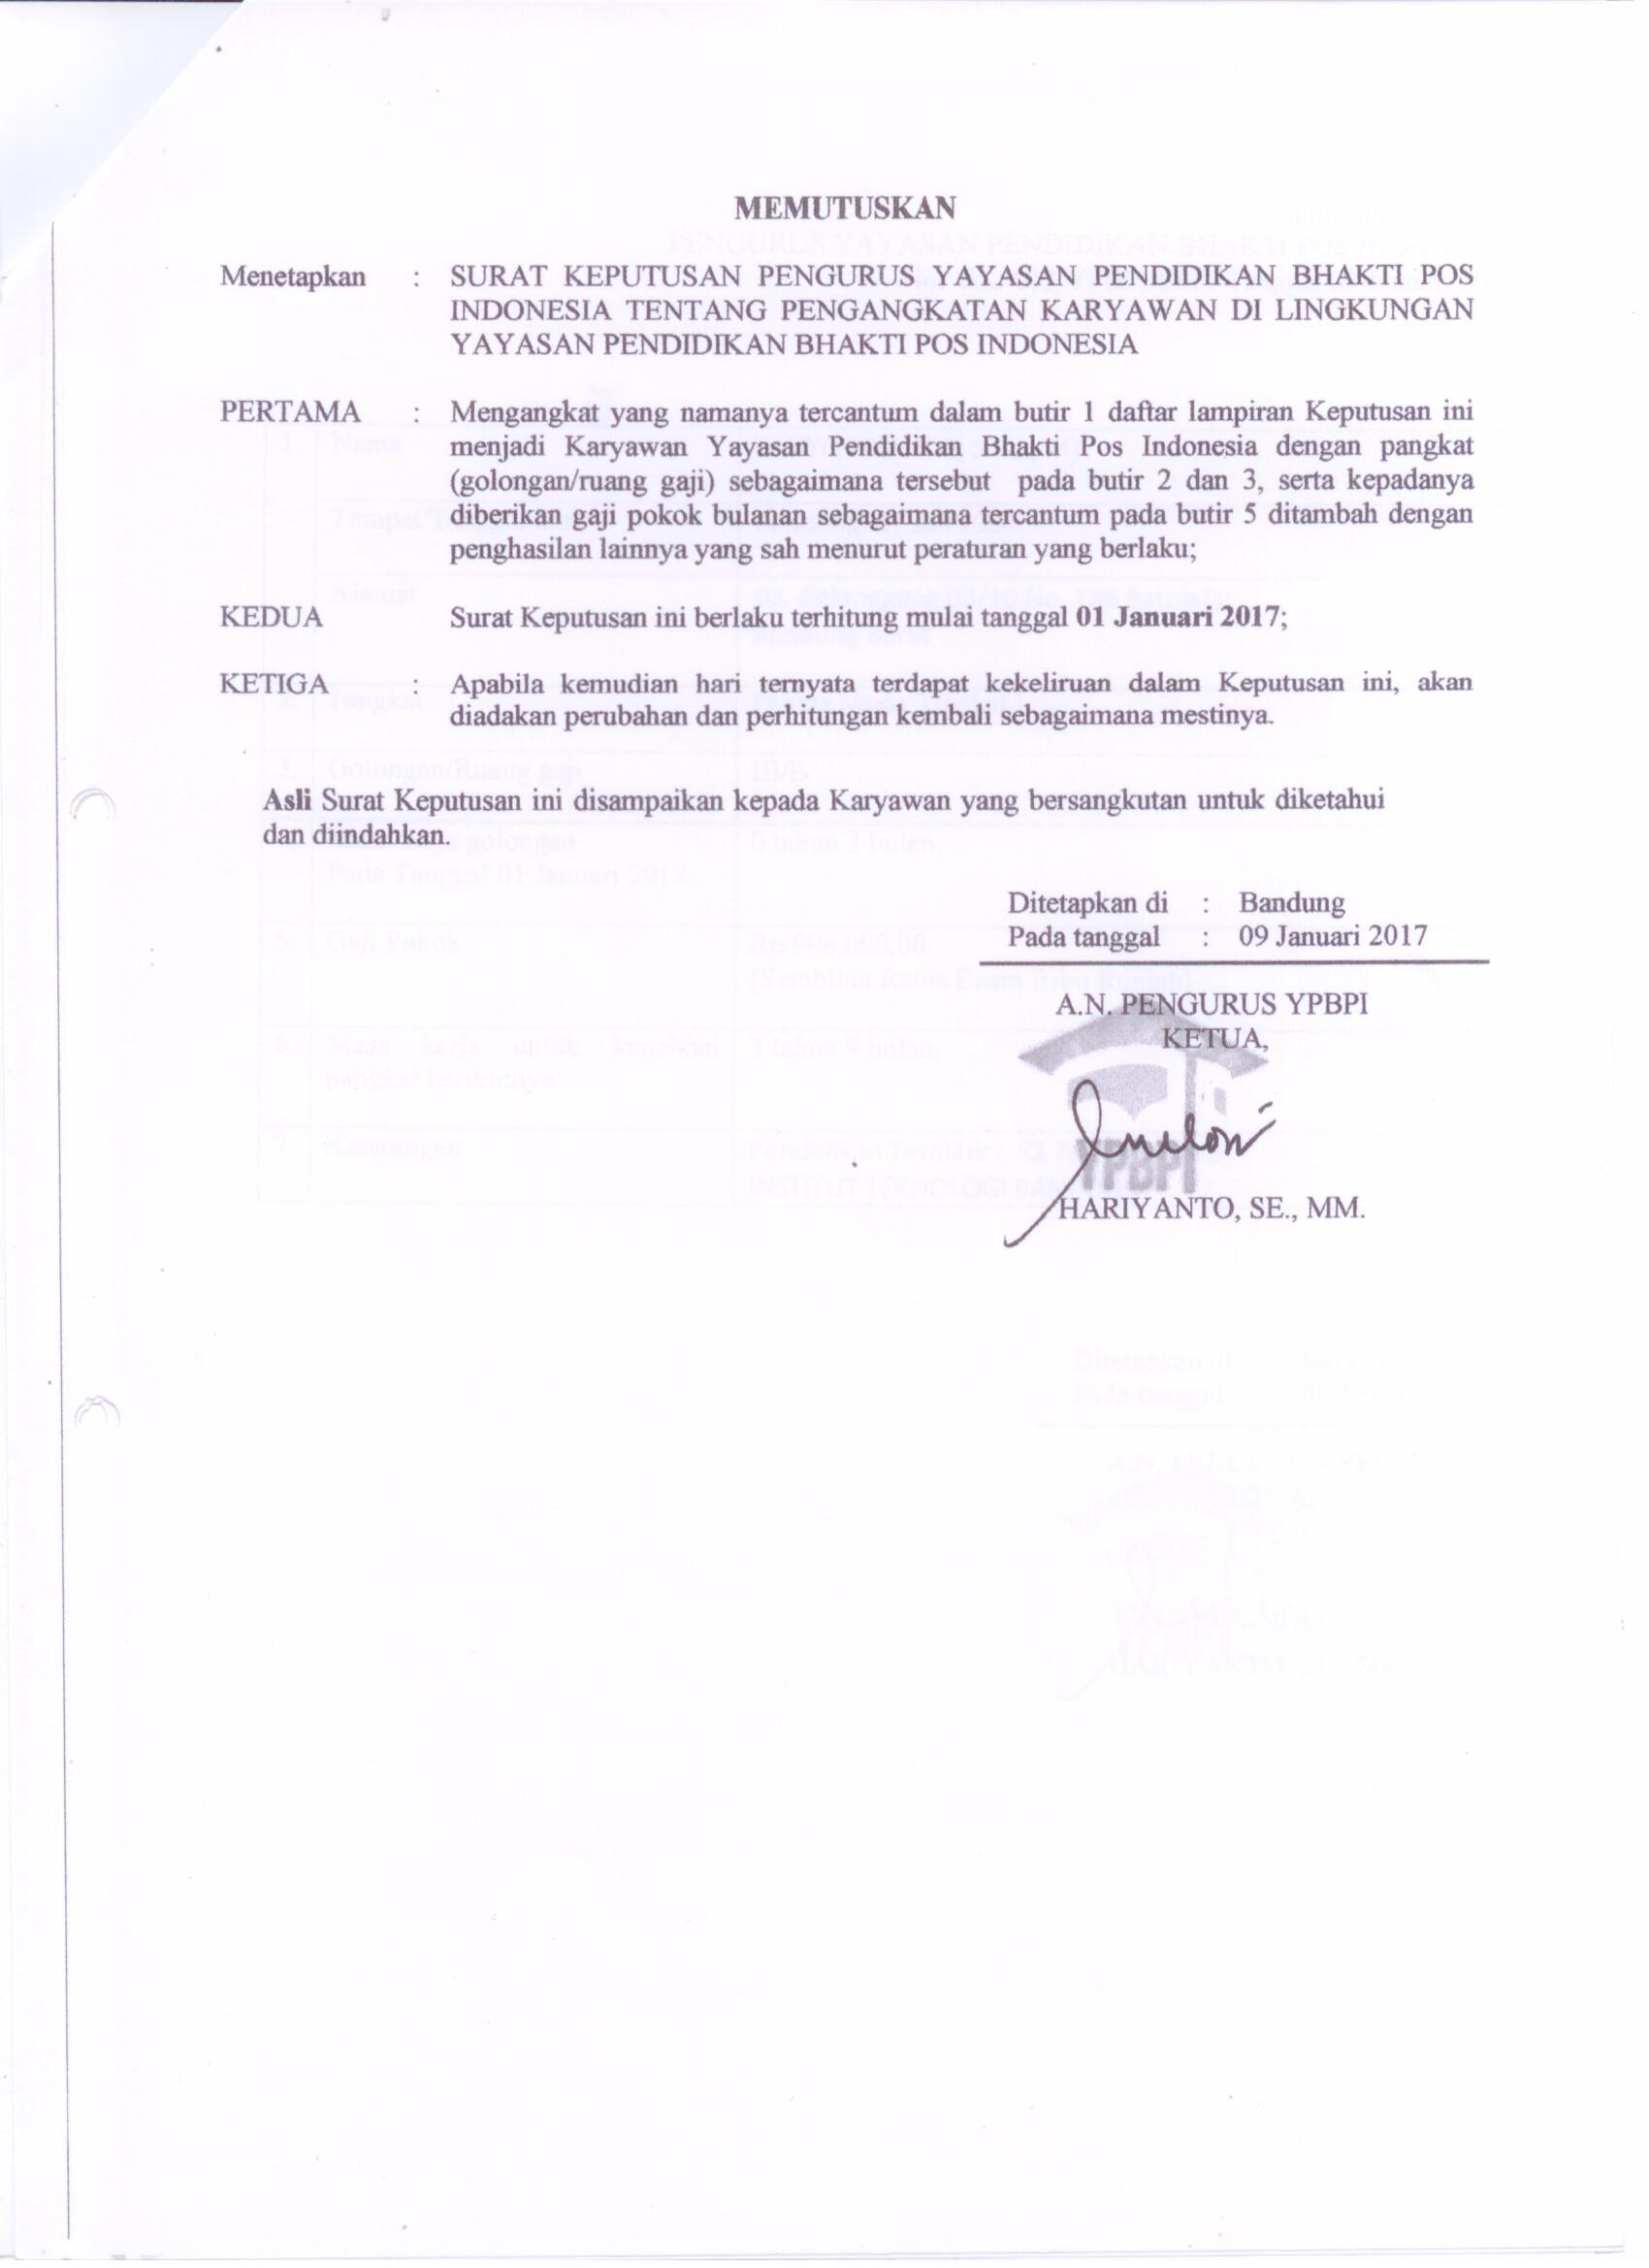 MEMUTUSKAN
Menetapkan : SURAT KEPUTUSAN PENGURUS YAYASAN PENDIDIKAN BHAKTI POS
INDONESIA TENTANG PENGANGKATAN KARYAWAN DI LINGKUNGAN
YAYASAN PENDIDIKAN BHAKTI POS INDONESIA
PERTAMA : Mengangkat yang namanya tercantum dalam butir 1 daftar lampiran Keputusan ini
menjadi Karyawan Yayasan Pendidikan Bhakti Pos Indonesia dengan pangkat
(golongan/ruang gaji) sebagaimana tersebut pada butir 2 dan 3, serta kepadanya
diberikan gaji pokok bulanan sebagaimana tercantum pada butir 5 ditambah dengan
penghasilan lainnya yang sah menurut peraturan yang berlaku;
KEDUA Surat Keputusan ini berlaku terhitung mulai tanggal 01 Januari 2017;
KETIGA : Apabila kemudian hari ternyata terdapat kekeliruan dalam Keputusan ini, akan
diadakan perubahan dan perhitungan kembali sebagaimana mestinya.
Asli Surat Keputusan ini disampaikan kepada Karyawan yang bersangkutan untuk diketahui
dan diindahkan.
Ditetapkan di : Bandung
Pada tanggal : 09 Januari 2017
A.N. PENGURUS YPBPI
KETUA,
YPBPI
HARIYANTO, SE., MM.